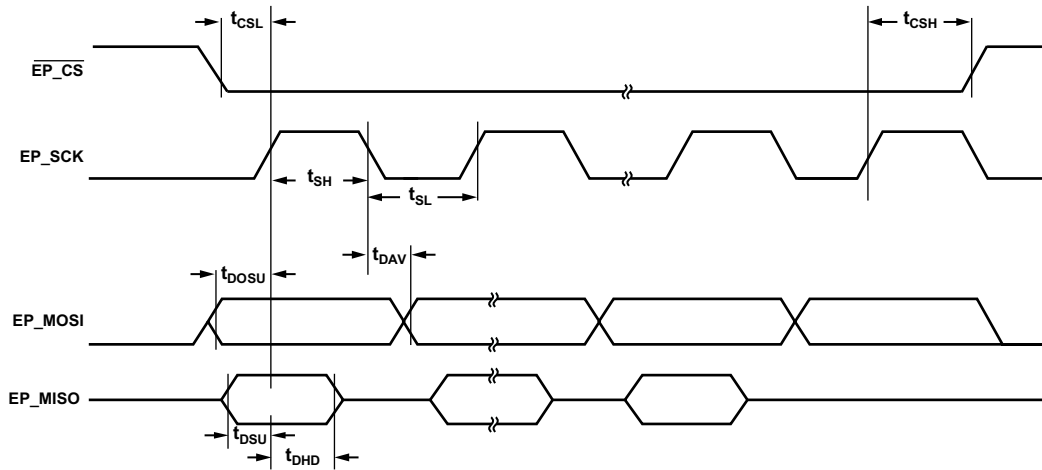 tCSL
tCSH
EP_CS
EP_SCK
tSH
tSL
tDAV
tDOSU
EP_MOSI
EP_MISO
tDSU
tDHD